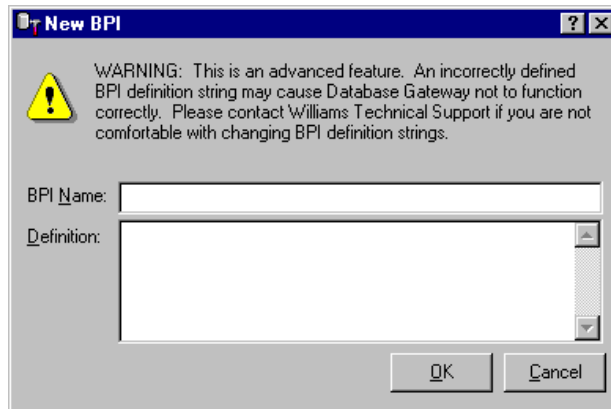 New BPI
WARNING: This is an advanced feature. An incorrectly defined
BPI definition string may cause Database Gateway not to function
correctly. Please contact Williams Technical Support if you are not
comfortable with changing BPI definition strings.
BPI Name:
Definition:
OK
Cancel